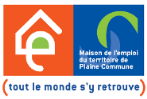 Maison de l'emploi
du territoire de
Plaine Commune
(tout le monde s'y retrouve)